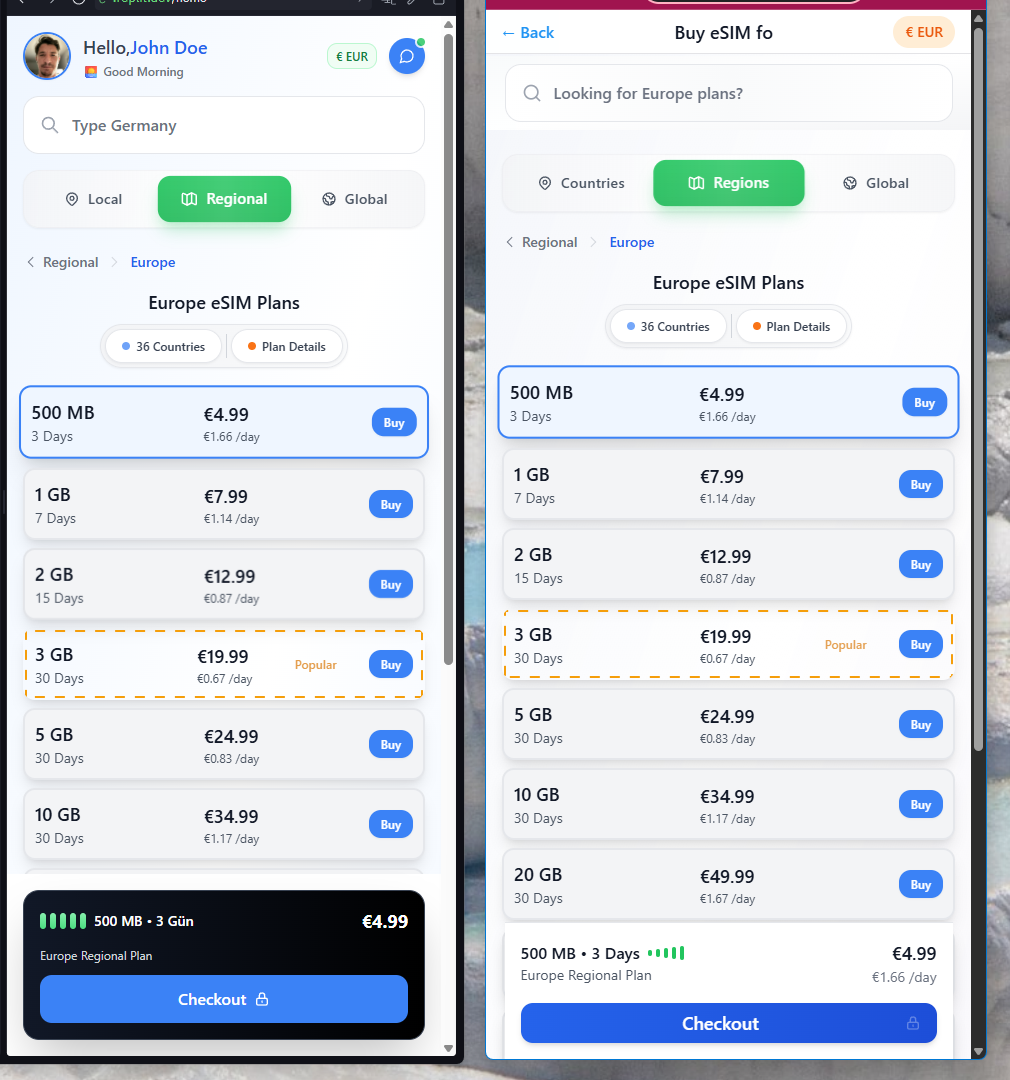 Hello,John Doe
🌅 Good Morning
€ EUR
Type Germany
Local
Regional
Global
Regional
Europe
Europe eSIM Plans
36 Countries
Plan Details
500 MB
€4.99
3 Days
€1.66 /day
Buy
1 GB
€7.99
7 Days
€1.14 /day
Buy
2 GB
€12.99
15 Days
€0.87 /day
Buy
3 GB
€19.99
30 Days
€0.67 /day
Popular
Buy
5 GB
€24.99
30 Days
€0.83 /day
Buy
10 GB
€34.99
30 Days
€1.17 /day
Buy
500 MB • 3 Gün
€4.99
Europe Regional Plan
Checkout
← Back
Buy eSIM fo
€ EUR
Looking for Europe plans?
Countries
Regions
Global
Regional
Europe
Europe eSIM Plans
36 Countries
Plan Details
500 MB
€4.99
3 Days
€1.66 /day
Buy
1 GB
€7.99
7 Days
€1.14 /day
Buy
2 GB
€12.99
15 Days
€0.87 /day
Buy
3 GB
€19.99
30 Days
€0.67 /day
Popular
Buy
5 GB
€24.99
30 Days
€0.83 /day
Buy
10 GB
€34.99
30 Days
€1.17 /day
Buy
20 GB
€49.99
30 Days
€1.67 /day
Buy
500 MB • 3 Days
€4.99
Europe Regional Plan
€1.66 /day
Checkout